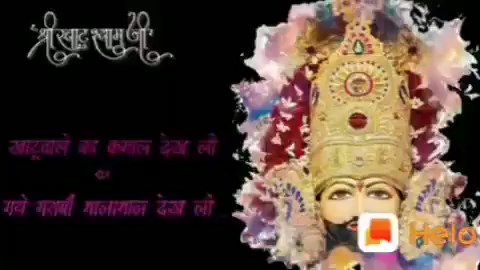 श्री खाटू श्याम जी
खाटूवाले का कमाल देख लो
मालामाल देख लो
Helo